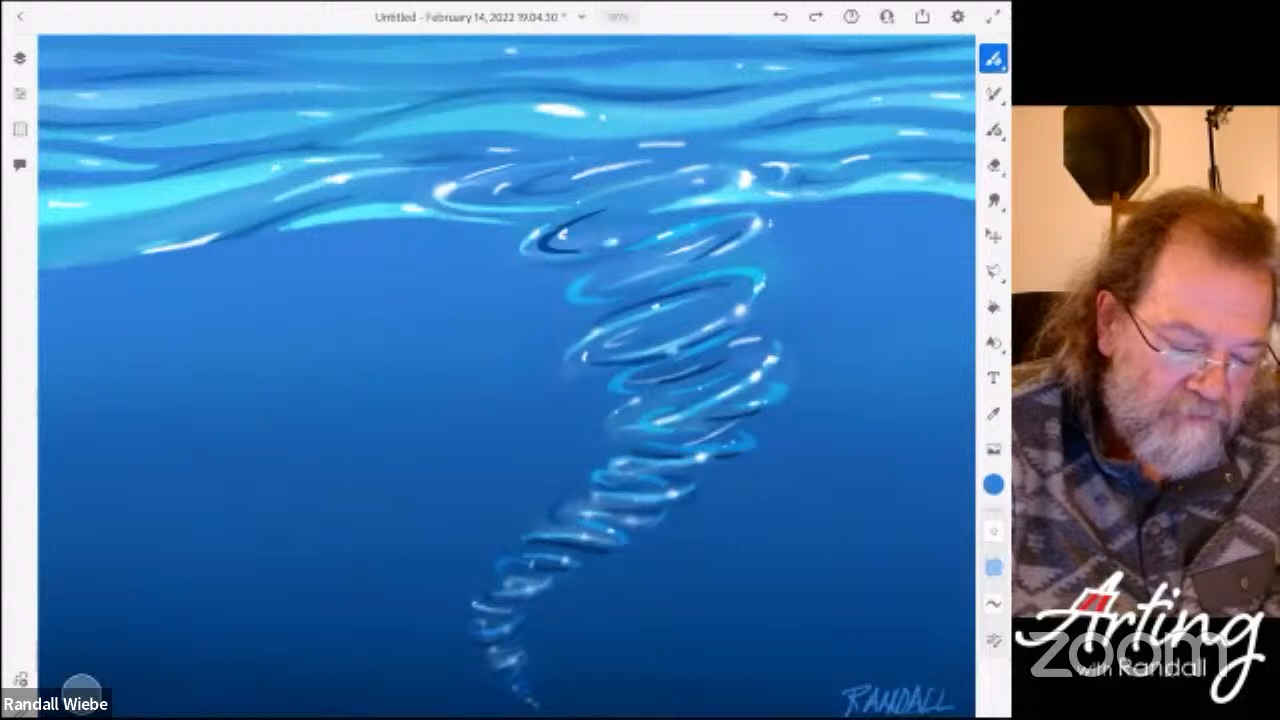 Untitled - February 14, 2022 19.04.30 *
T
RANDALL
Randall Wiebe
Arting
zoom
with Randall